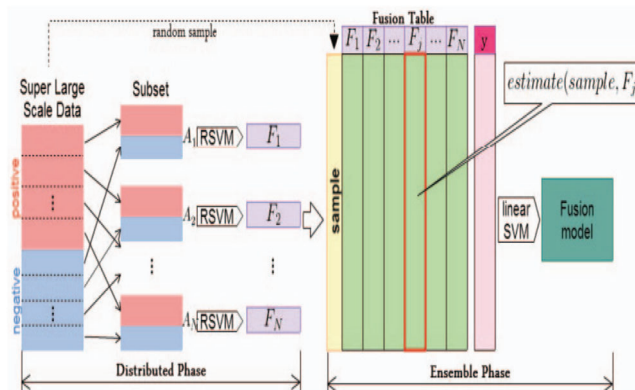 Fusion Table
random sample
F1 F2 ... Fj ... FN y
Super Large
Scale Data
Subset
estimate(sample, Fj
positive
negative
A1 RSVM F1
A2 RSVM F2
AN RSVM FN
sample
linear
SVM
Fusion
model
Distributed Phase
Ensemble Phase